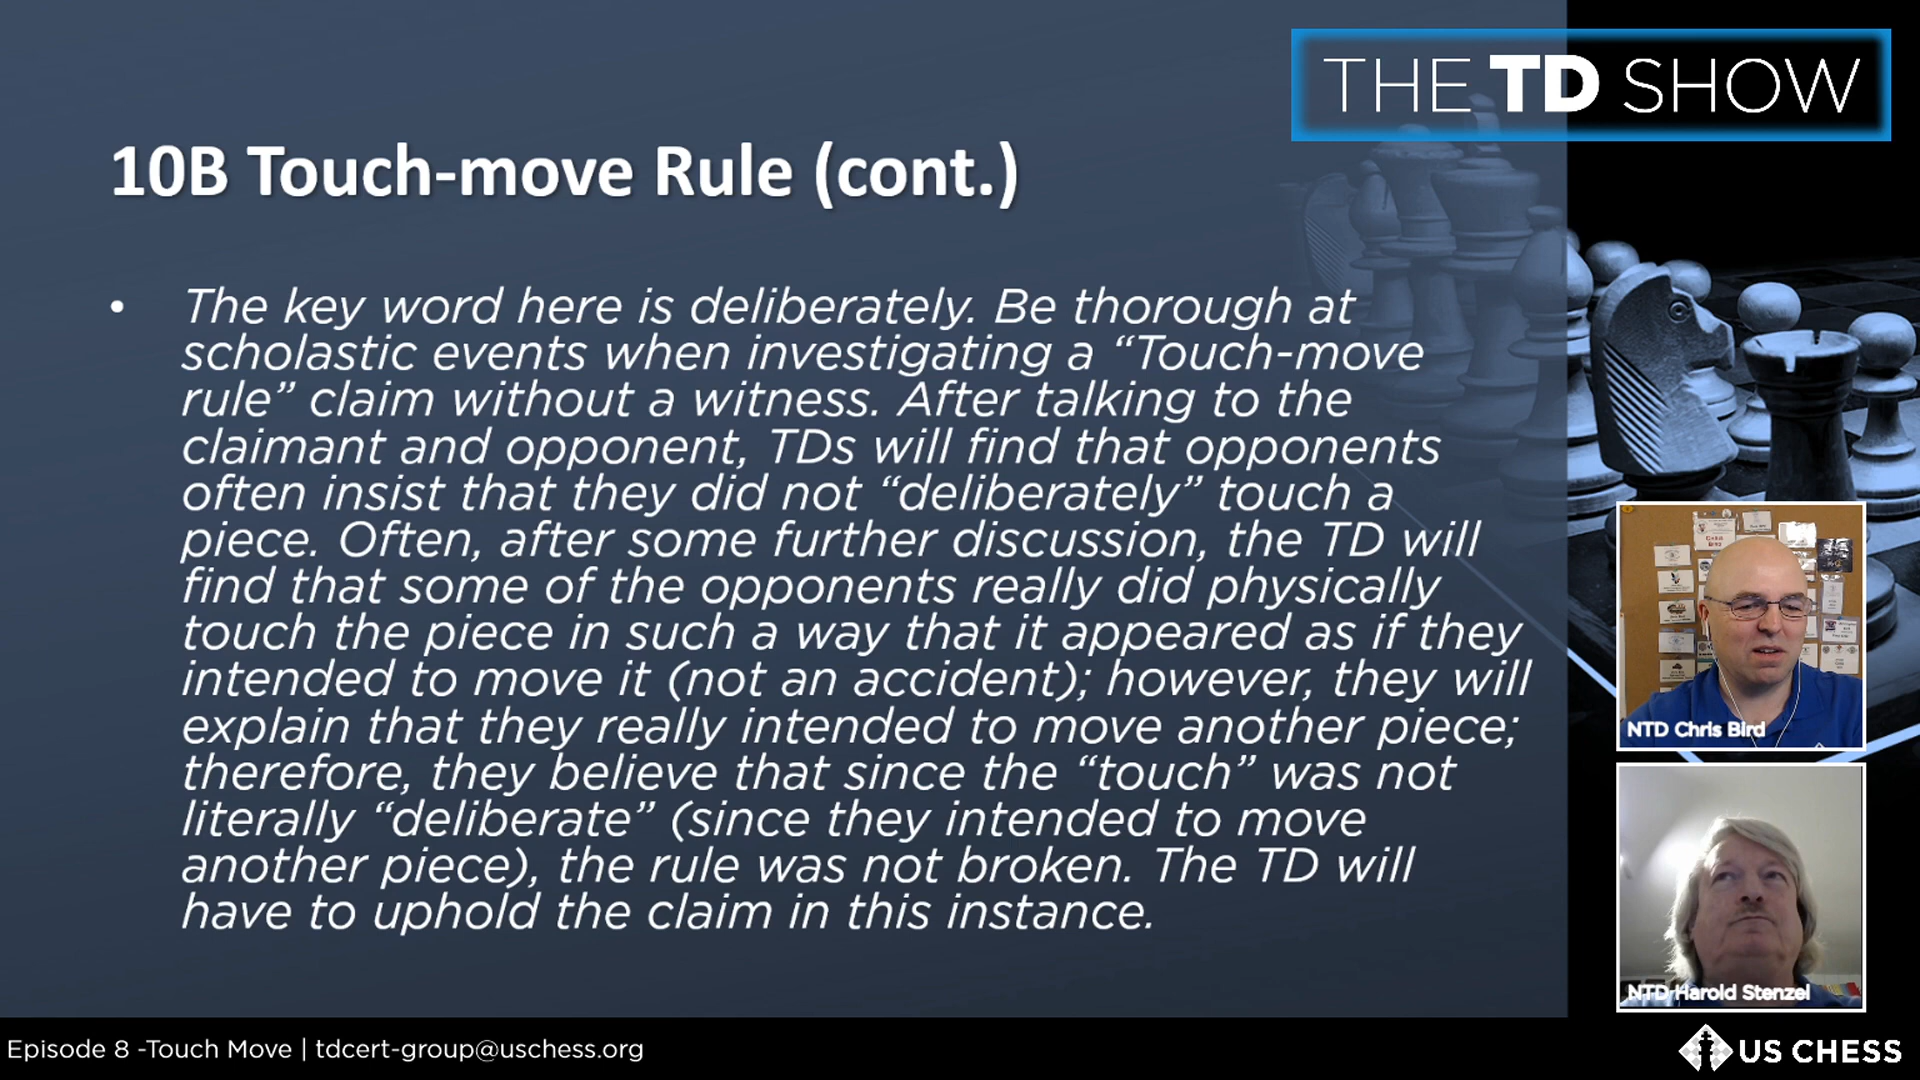 THE TD SHOW
10B Touch-move Rule (cont.)
• The key word here is deliberately. Be thorough at
scholastic events when investigating a “Touch-move
rule” claim without a witness. After talking to the
claimant and opponent, TDs will find that opponents
often insist that they did not “deliberately” touch a
piece. Often, after some further discussion, the TD will
find that some of the opponents really did physically
touch the piece in such a way that it appeared as if they
intended to move it (not an accident); however, they will
explain that they really intended to move another piece;
therefore, they believe that since the “touch” was not
literally “deliberate” (since they intended to move
another piece), the rule was not broken. The TD will
have to uphold the claim in this instance.
NTD Chris Bird
NTD Harold Stenzel
Episode 8 -Touch Move | tdcert-group@uschess.org
US CHESS